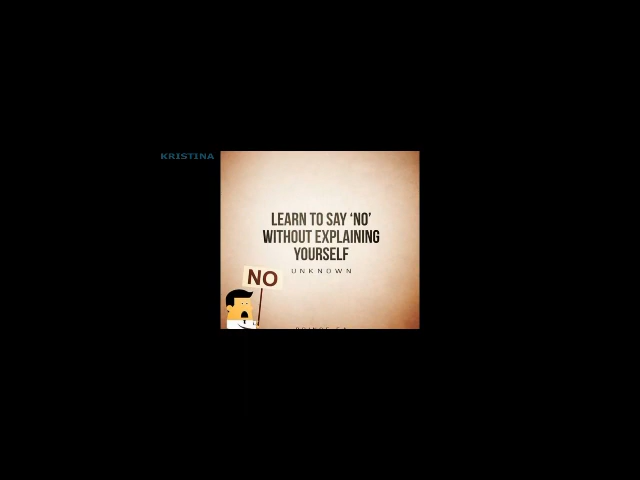 KRISTINA
LEARN TO SAY ‘NO’
WITHOUT EXPLAINING
YOURSELF
UNKNOWN
NO